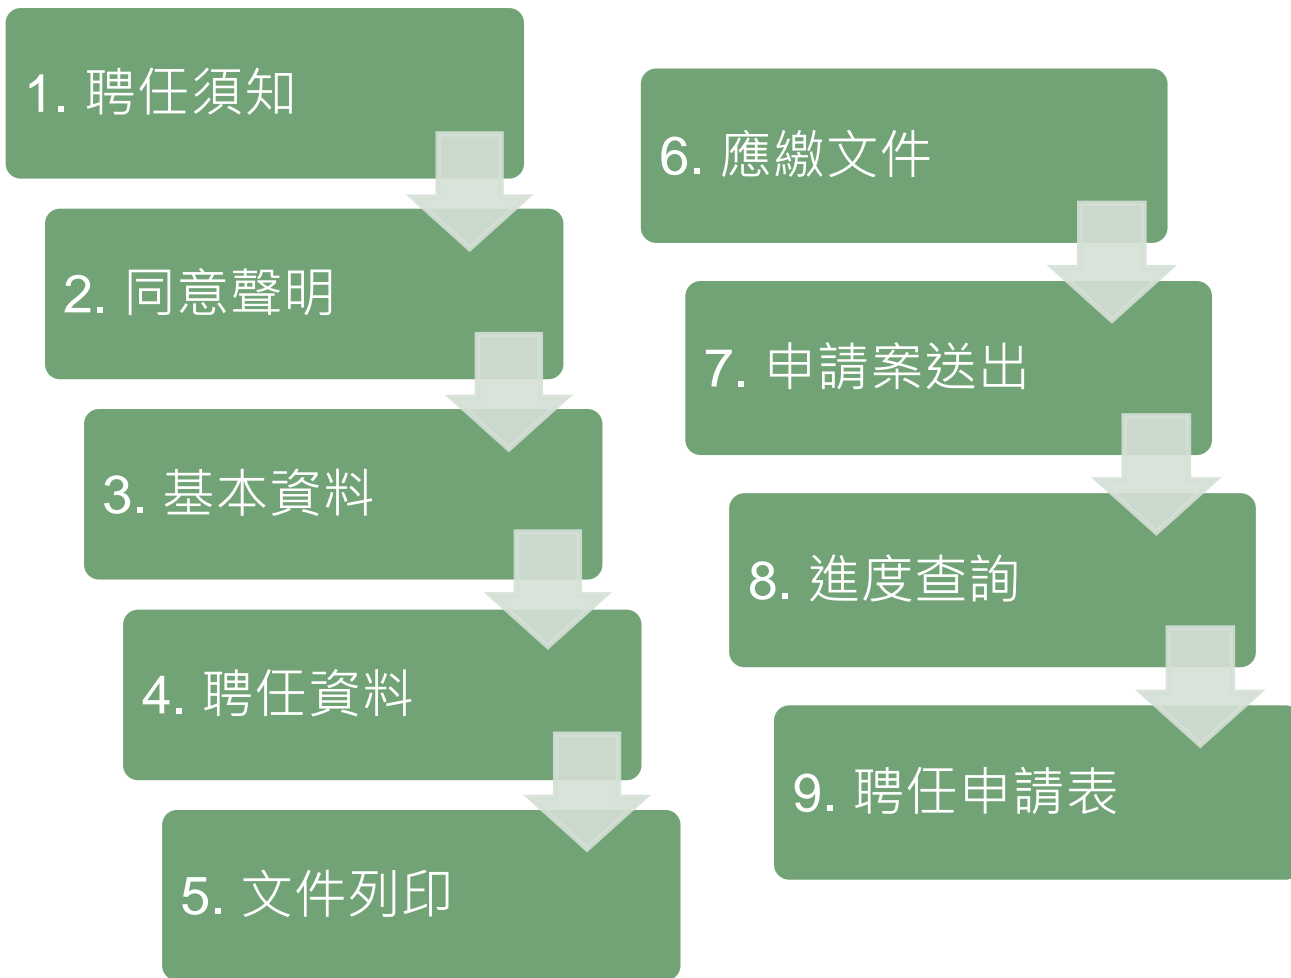 1. 聘任須知
2. 同意聲明
3. 基本資料
4. 聘任資料
5. 文件列印
6. 應繳文件
7. 申請案送出
8. 進度查詢
9. 聘任申請表